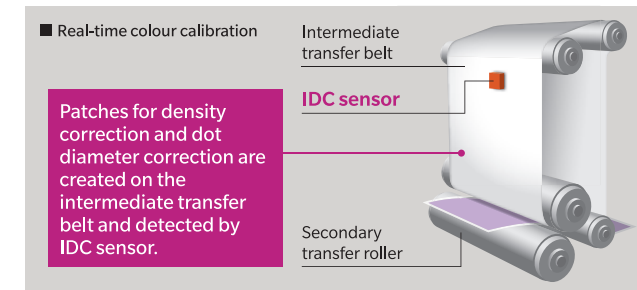 ■ Real-time colour calibration
Intermediate
transfer belt
IDC sensor
Patches for density
correction and dot
diameter correction are
created on the
intermediate transfer
belt and detected by
IDC sensor.
Secondary
transfer roller